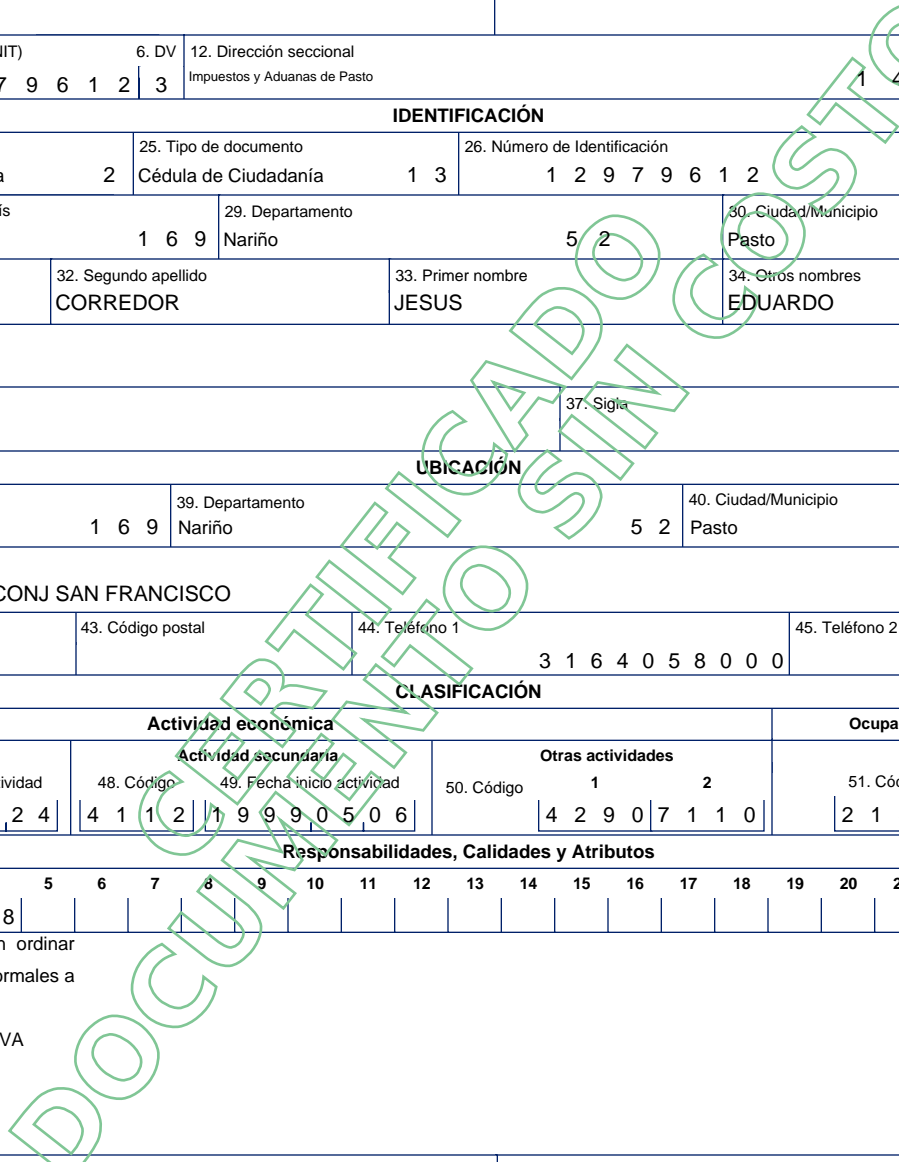 NIT) 6. DV 12. Dirección seccional
7 9 6 1 2 3 Impuestos y Aduanas de Pasto 1 4
IDENTIFICACIÓN
25. Tipo de documento 26. Número de Identificación
a 2 Cédula de Ciudadanía 1 3 1 2 9 7 9 6 1 2
ís 29. Departamento 30. Ciudad/Municipio
1 6 9 Nariño 5 2 Pasto
32. Segundo apellido 33. Primer nombre 34. Otros nombres
CORREDOR JESUS EDUARDO
37. Sigla
UBICACIÓN
39. Departamento 40. Ciudad/Municipio
1 6 9 Nariño 5 2 Pasto
CONJ SAN FRANCISCO
43. Código postal 44. Teléfono 1 45. Teléfono 2
3 1 6 4 0 5 8 0 0 0
CLASIFICACIÓN
Actividad económica Ocupa
Actividad secundaria Otras actividades
tividad 48. Código 49. Fecha inicio actividad 50. Código 1 2 51. Cód
2 4 4 1 1 2 1 9 9 9 0 5 0 6 4 2 9 0 7 1 1 0 2 1
Responsabilidades, Calidades y Atributos
5 6 7 8 9 10 11 12 13 14 15 16 17 18 19 20 2
8
n ordinar
ormales a
VA
CERTIFICADO
DOCUMENTO SIN COSTO